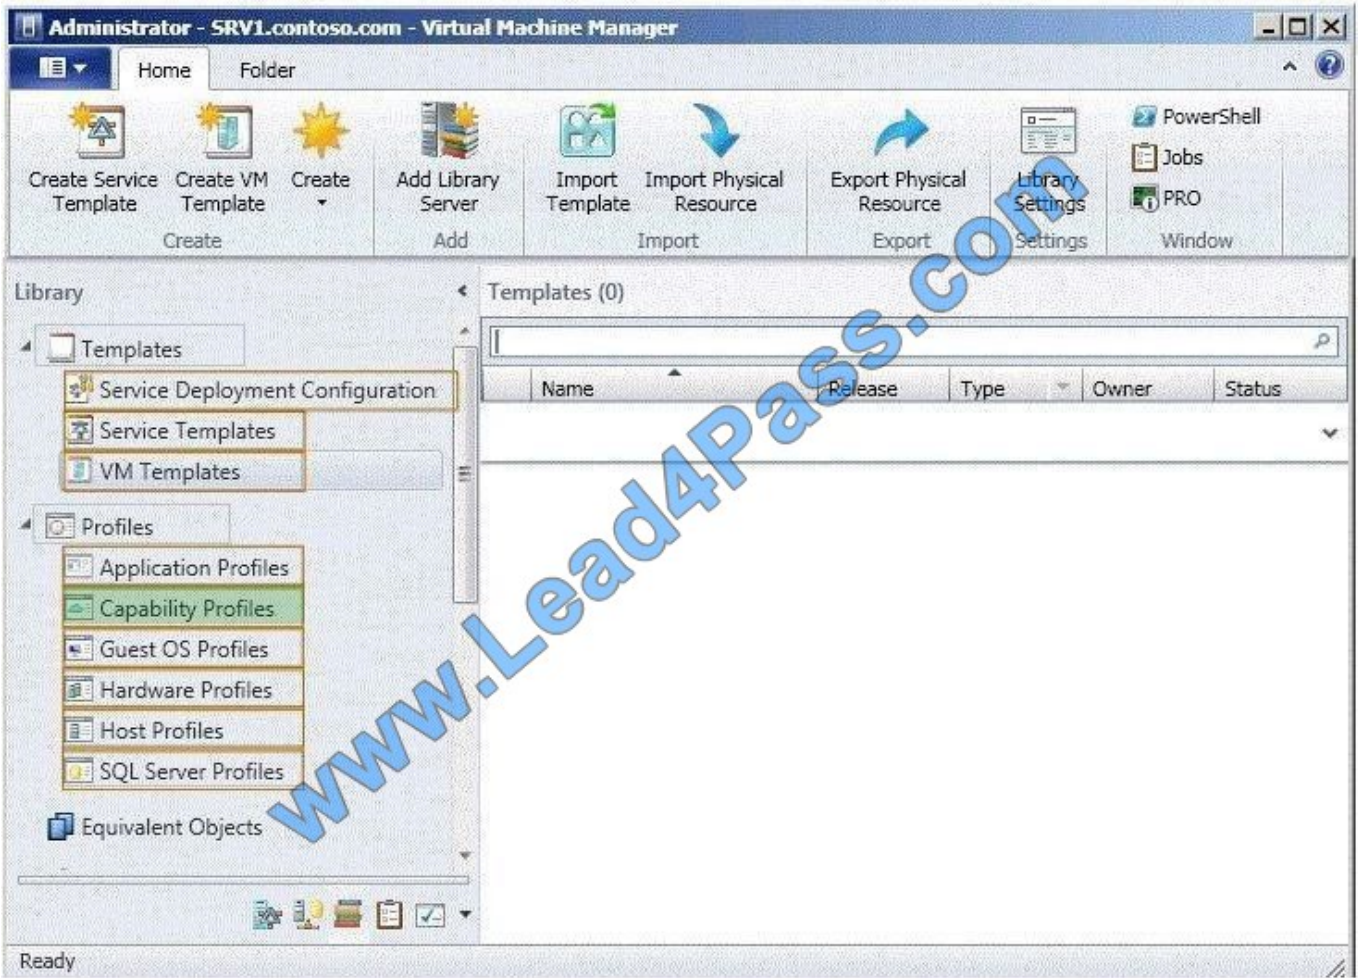 Administrator - SRV1.contoso.com - Virtual Machine Manager
Home Folder
Create Service Template
Create VM Template
Create
Add Library Server
Import Template
Import Physical Resource
Export Physical Resource
Library Settings
PowerShell
Jobs
PRO
Create Add Import Export Settings Window
Library
Templates
Service Deployment Configuration
Service Templates
VM Templates
Profiles
Application Profiles
Capability Profiles
Guest OS Profiles
Hardware Profiles
Host Profiles
SQL Server Profiles
Equivalent Objects
Templates (0)
Name Release Type Owner Status
www.Lead4Pass.com
Ready